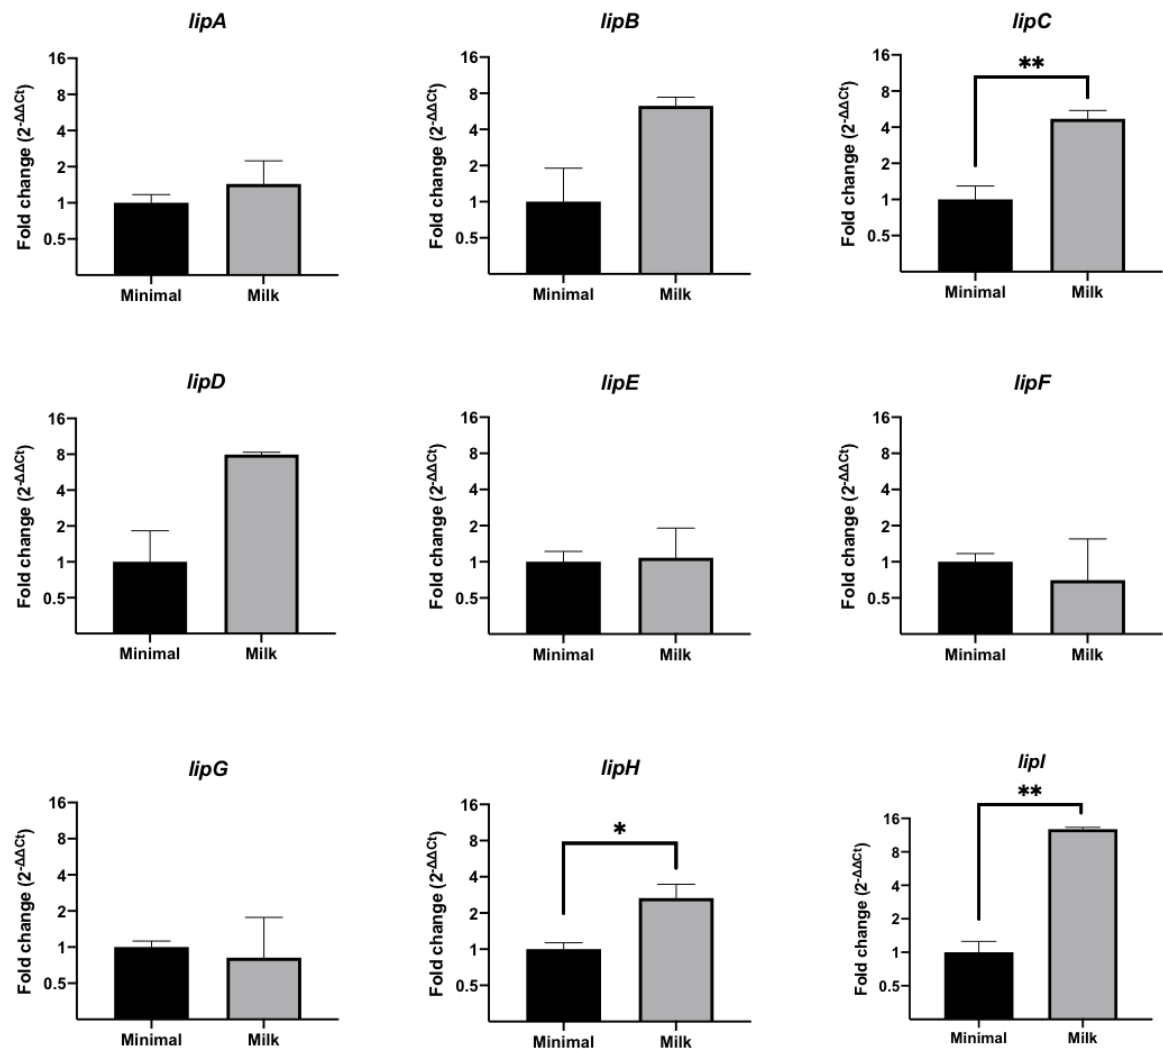 lipA
16
8
4
2
1
0.5
Fold change (2-ΔΔCt)
Minimal
Milk
lipB
16
8
4
2
1
0.5
Fold change (2-ΔΔCt)
Minimal
Milk
lipC
**
16
8
4
2
1
0.5
Fold change (2-ΔΔCt)
Minimal
Milk
lipD
16
8
4
2
1
0.5
Fold change (2-ΔΔCt)
Minimal
Milk
lipE
16
8
4
2
1
0.5
Fold change (2-ΔΔCt)
Minimal
Milk
lipF
16
8
4
2
1
0.5
Fold change (2-ΔΔCt)
Minimal
Milk
lipG
16
8
4
2
1
0.5
Fold change (2-ΔΔCt)
Minimal
Milk
lipH
*
16
8
4
2
1
0.5
Fold change (2-ΔΔCt)
Minimal
Milk
lipI
**
16
8
4
2
1
0.5
Fold change (2-ΔΔCt)
Minimal
Milk